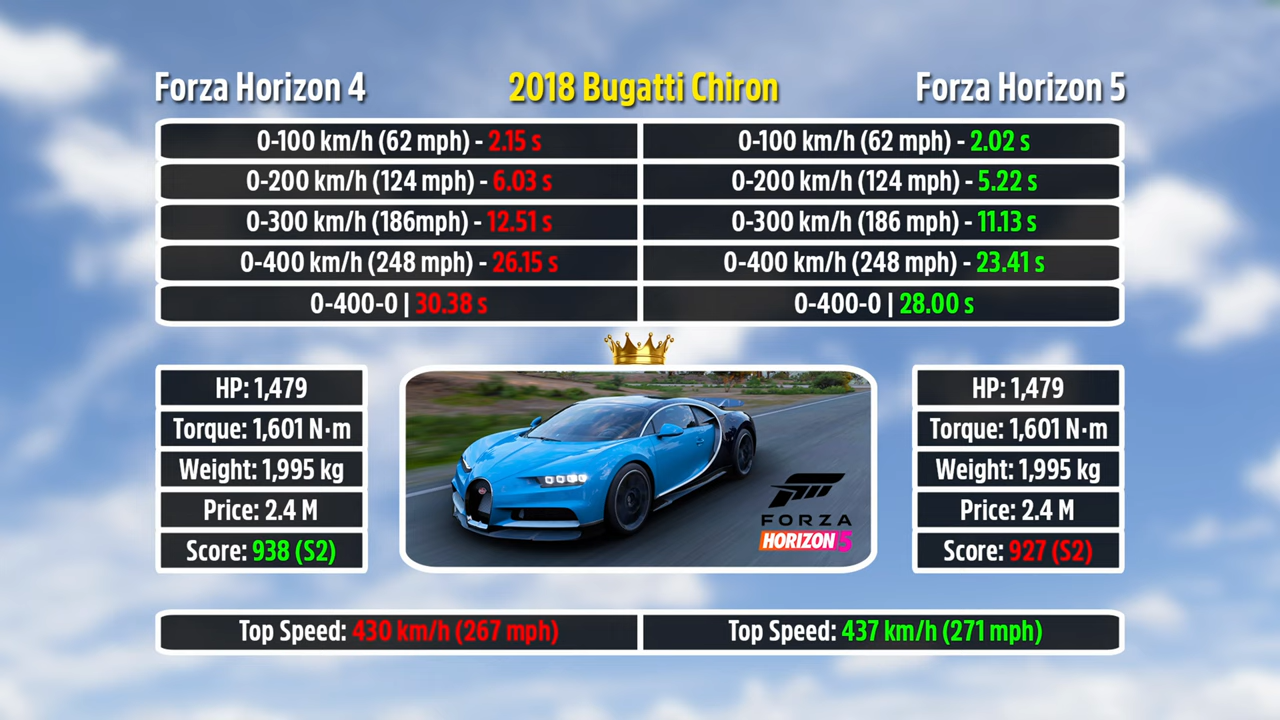 Forza Horizon 4
2018 Bugatti Chiron
Forza Horizon 5
0-100 km/h (62 mph) - 2.15 s
0-100 km/h (62 mph) - 2.02 s
0-200 km/h (124 mph) - 6.03 s
0-200 km/h (124 mph) - 5.22 s
0-300 km/h (186mph) - 12.51 s
0-300 km/h (186 mph) - 11.13 s
0-400 km/h (248 mph) - 26.15 s
0-400 km/h (248 mph) - 23.41 s
0-400-0 | 30.38 s
0-400-0 | 28.00 s
HP: 1,479
Torque: 1,601 N·m
Weight: 1,995 kg
Price: 2.4 M
Score: 938 (S2)
FORZA
HORIZON 5
HP: 1,479
Torque: 1,601 N·m
Weight: 1,995 kg
Price: 2.4 M
Score: 927 (S2)
Top Speed: 430 km/h (267 mph)
Top Speed: 437 km/h (271 mph)